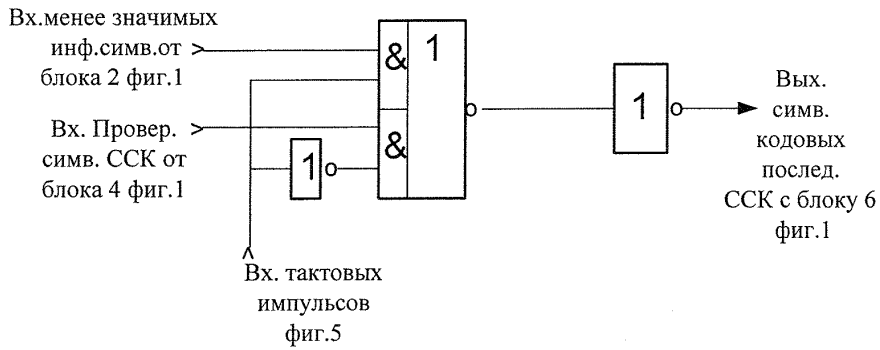 Вх.менее значимых
инф.симв.от
блока 2 фиг.1
Вх. Провер.
симв. ССК от
блока 4 фиг.1
&
1
&
1
1
Вых.
симв.
кодовых
послед.
ССК с блоку 6
фиг.1
Вх. тактовых
импульсов
фиг.5